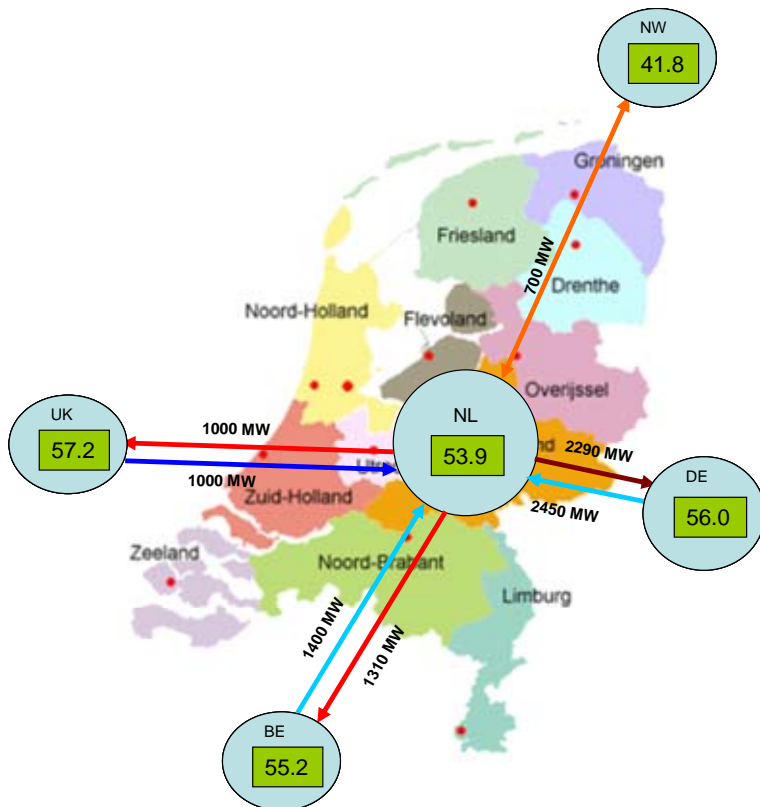 NW
41.8
Groningen
Friesland
700 MW
Drenthe
Noord-Holland
Flevoland
Overijssel
UK
57.2
1000 MW
1000 MW
NL
53.9
nd
2290 MW
2450 MW
DE
56.0
Utre
Zuid-Holland
Zeeland
Noord-Brabant
Limburg
1400 MW
1310 MW
BE
55.2